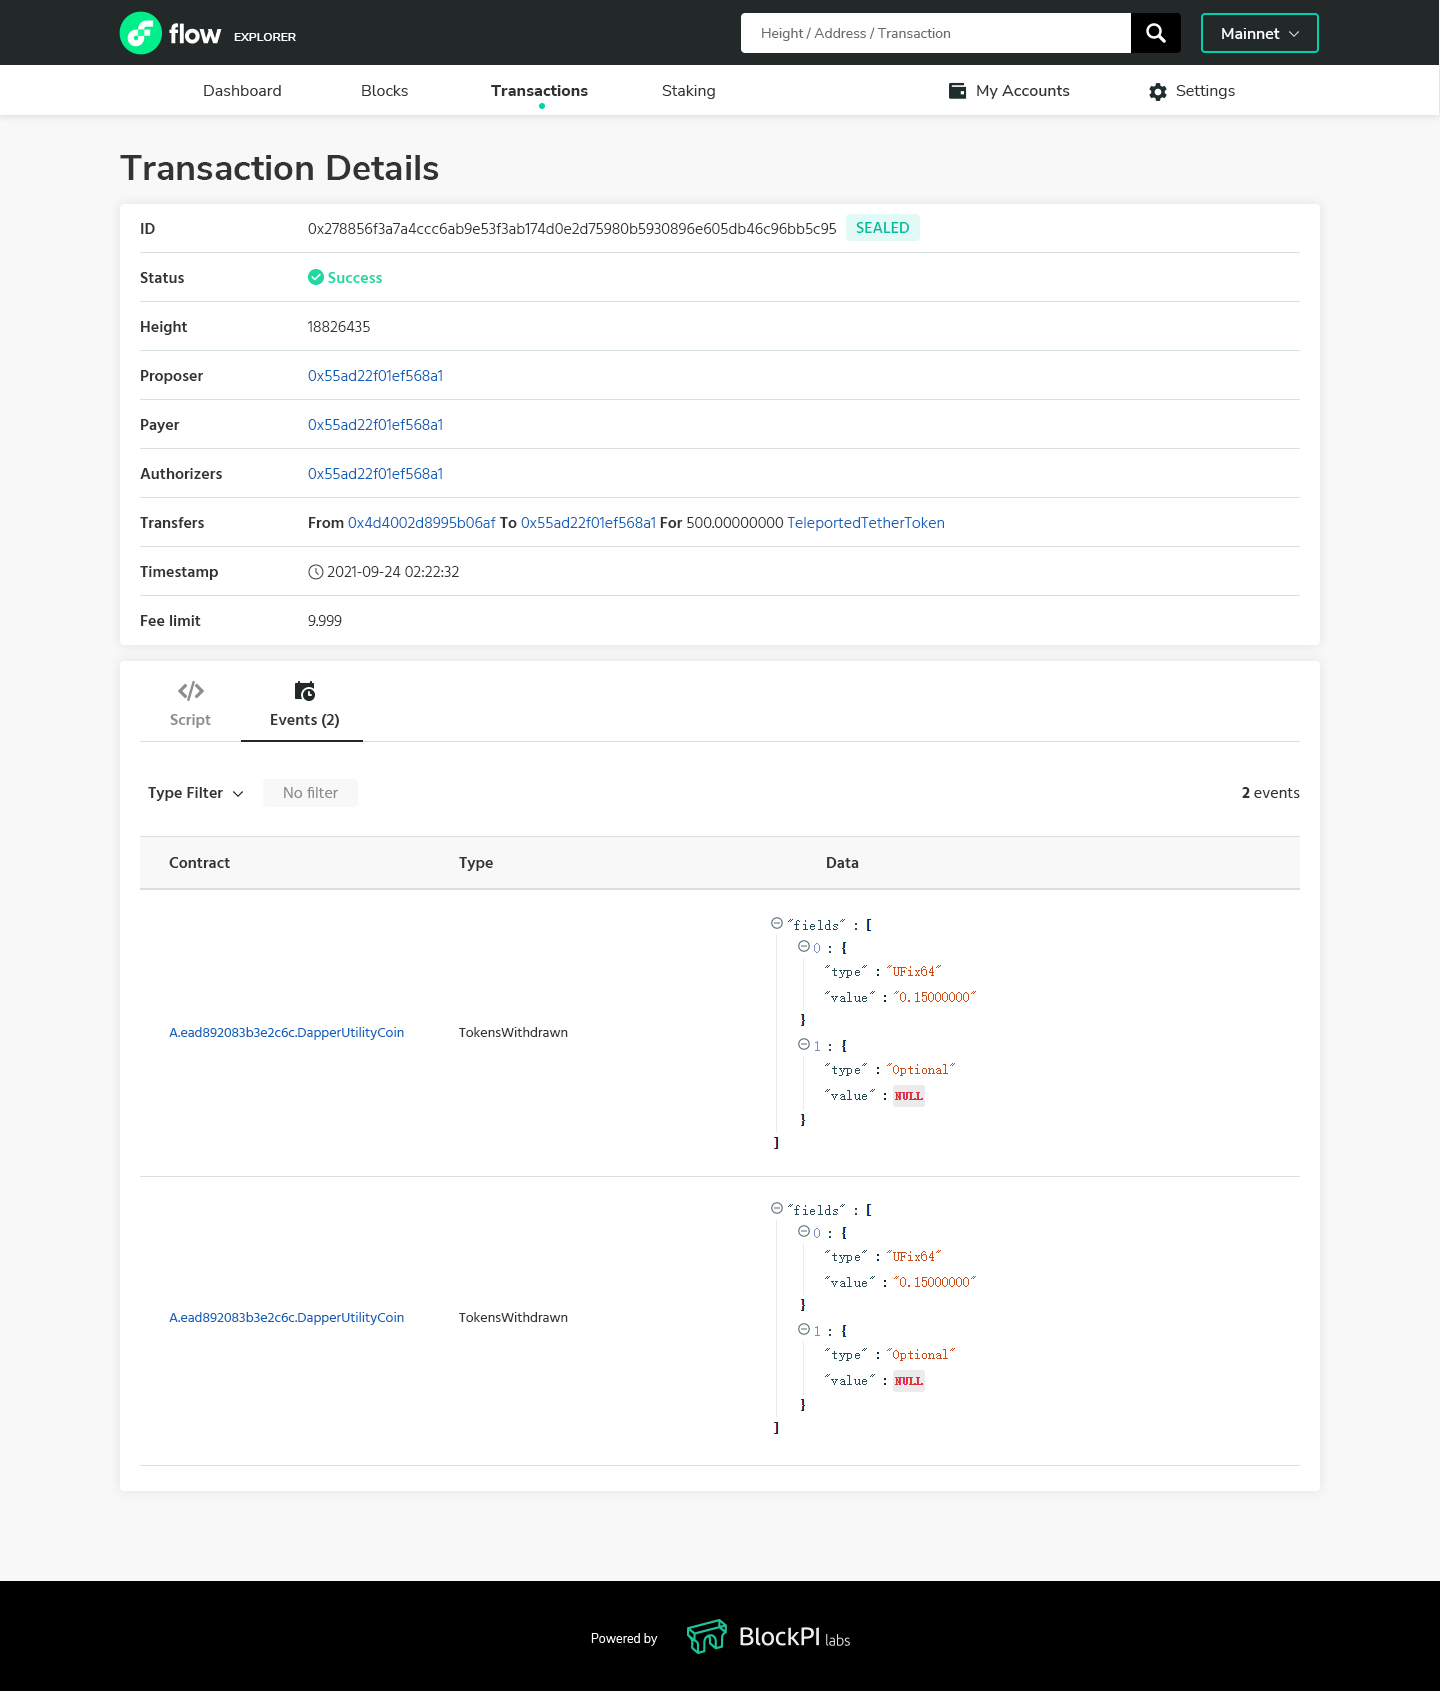 flow EXPLORER
Height / Address / Transaction
Mainnet
Dashboard Blocks Transactions Staking My Accounts Settings
Transaction Details
ID 0x278856f3a7a4ccc6ab9e53f3ab174d0e2d75980b5930896e605db46c96bb5c95 SEALED
Status Success
Height 18826435
Proposer 0x55ad22f01ef568a1
Payer 0x55ad22f01ef568a1
Authorizers 0x55ad22f01ef568a1
Transfers From 0x4d4002d8995b06af To 0x55ad22f01ef568a1 For 500.00000000 TeleportedTetherToken
Timestamp 2021-09-24 02:22:32
Fee limit 9.999
Script Events (2)
Type Filter No filter 2 events
Contract Type Data
"fields" : [
0 : {
"type" : "UFix64"
"value" : "0.15000000"
}
A.ead892083b3e2c6c.DapperUtilityCoin TokensWithdrawn
1 : {
"type" : "Optional"
"value" : NULL
}
]
"fields" : [
0 : {
"type" : "UFix64"
"value" : "0.15000000"
}
A.ead892083b3e2c6c.DapperUtilityCoin TokensWithdrawn
1 : {
"type" : "Optional"
"value" : NULL
}
]
Powered by BlockPI labs